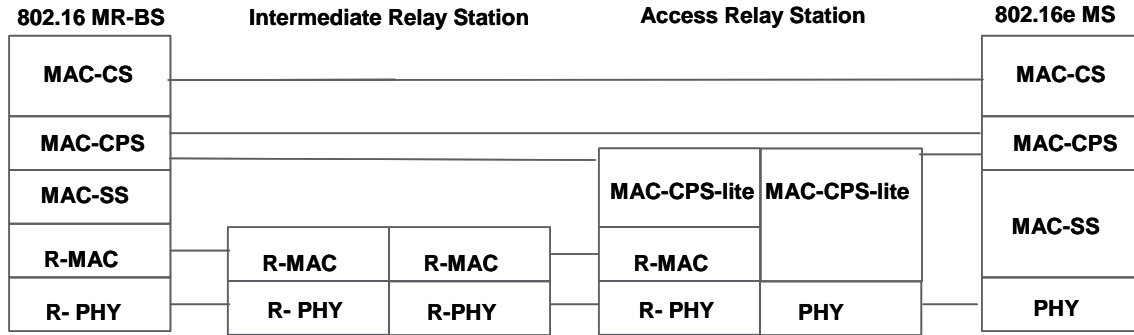 802.16 MR-BS
Intermediate Relay Station
Access Relay Station
802.16e MS
MAC-CS
MAC-CS
MAC-CPS
MAC-CPS
MAC-SS
MAC-CPS-lite
MAC-CPS-lite
MAC-SS
R-MAC
R-MAC
R-MAC
R-MAC
R- PHY
R- PHY
R-PHY
R- PHY
PHY
PHY